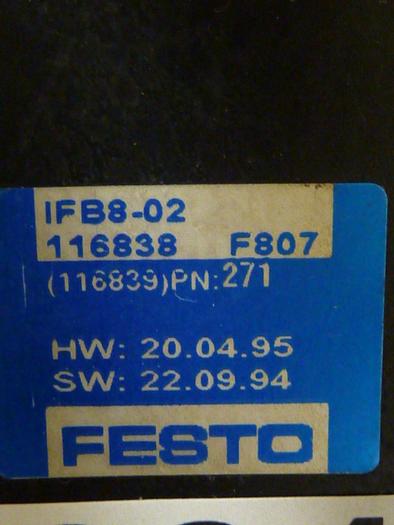 IFB8-02
116838 F807
(116839)PN:271
HW: 20.04.95
SW: 22.09.94
FESTO